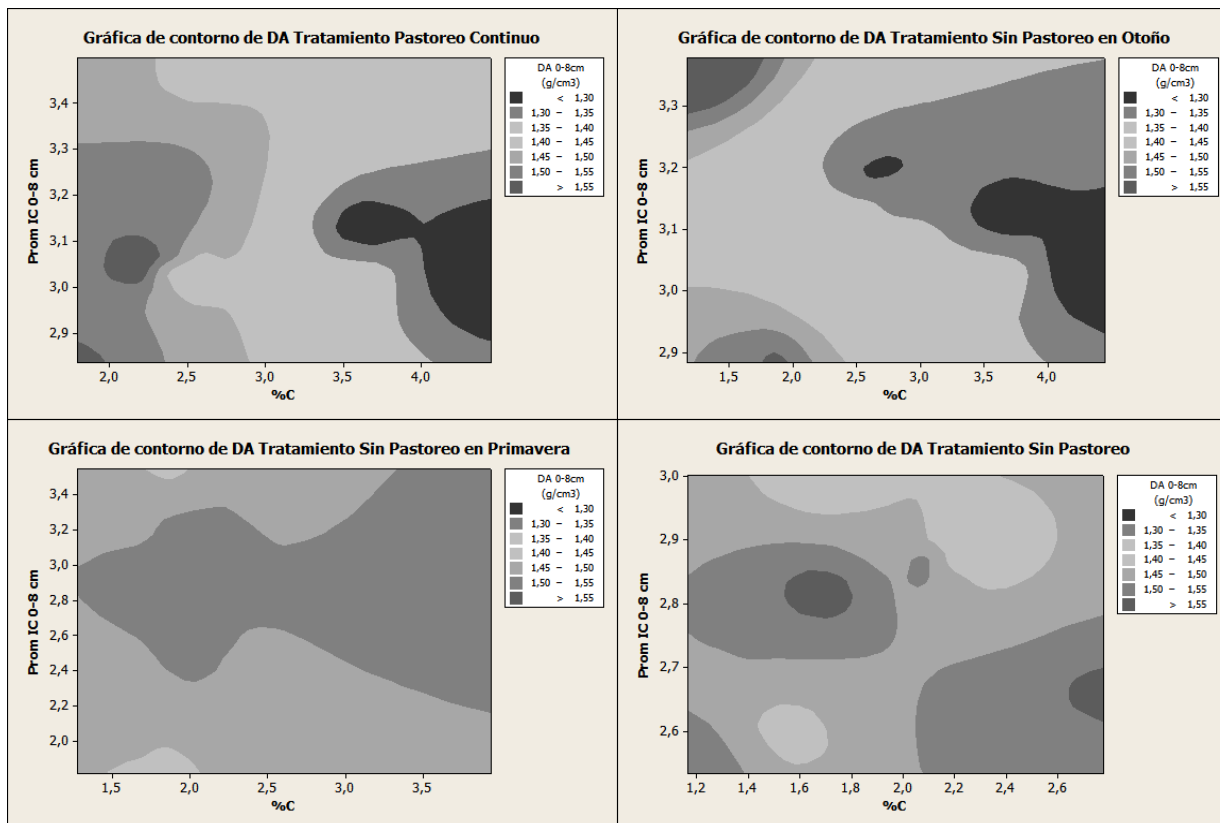 Gráfica de contorno de DA Tratamiento Pastoreo Continuo
DA 0-8cm
(g/cm3)
< 1,30
1,30 – 1,35
1,35 – 1,40
1,40 – 1,45
1,45 – 1,50
1,50 – 1,55
> 1,55
Prom IC 0-8 cm
3,4
3,3
3,2
3,1
3,0
2,9
2,0 2,5 3,0 3,5 4,0
%C
Gráfica de contorno de DA Tratamiento Sin Pastoreo en Otoño
DA 0-8cm
(g/cm3)
< 1,30
1,30 – 1,35
1,35 – 1,40
1,40 – 1,45
1,45 – 1,50
1,50 – 1,55
> 1,55
Prom IC 0-8 cm
3,3
3,2
3,1
3,0
2,9
1,5 2,0 2,5 3,0 3,5 4,0
%C
Gráfica de contorno de DA Tratamiento Sin Pastoreo en Primavera
DA 0-8cm
(g/cm3)
< 1,30
1,30 – 1,35
1,35 – 1,40
1,40 – 1,45
1,45 – 1,50
1,50 – 1,55
> 1,55
Prom IC 0-8 cm
3,4
3,2
3,0
2,8
2,6
2,4
2,2
2,0
1,5 2,0 2,5 3,0 3,5
%C
Gráfica de contorno de DA Tratamiento Sin Pastoreo
DA 0-8cm
(g/cm3)
< 1,30
1,30 – 1,35
1,35 – 1,40
1,40 – 1,45
1,45 – 1,50
1,50 – 1,55
> 1,55
Prom IC 0-8 cm
3,0
2,9
2,8
2,7
2,6
1,2 1,4 1,6 1,8 2,0 2,2 2,4 2,6
%C